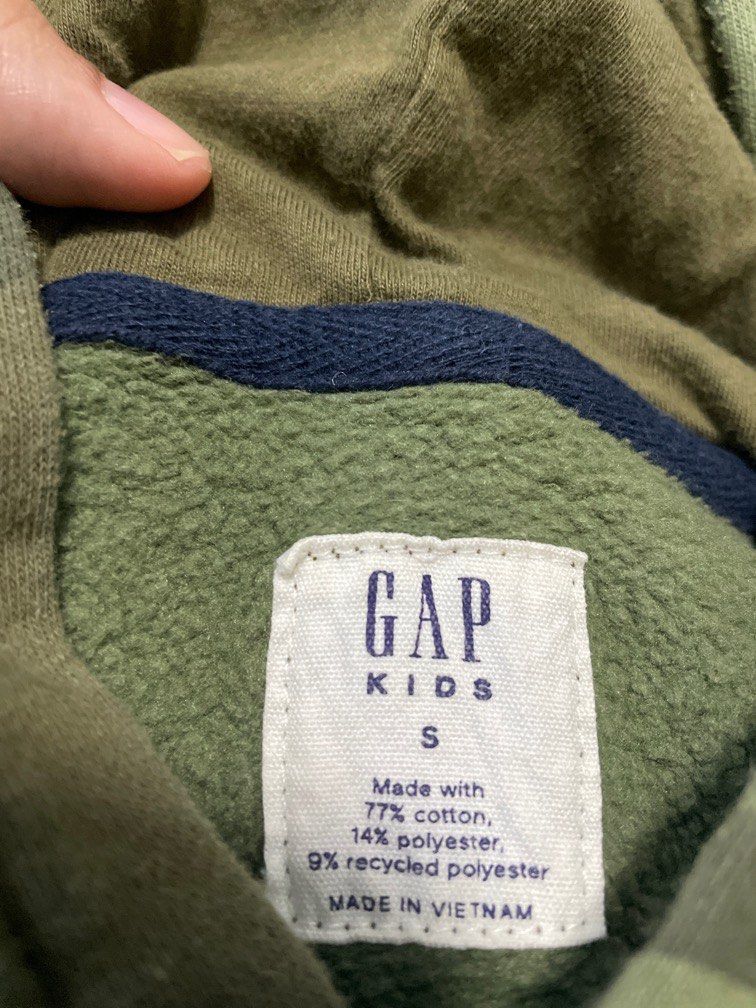 GAP
KIDS
S
Made with
77% cotton,
14% polyester,
9% recycled polyester
MADE IN VIETNAM